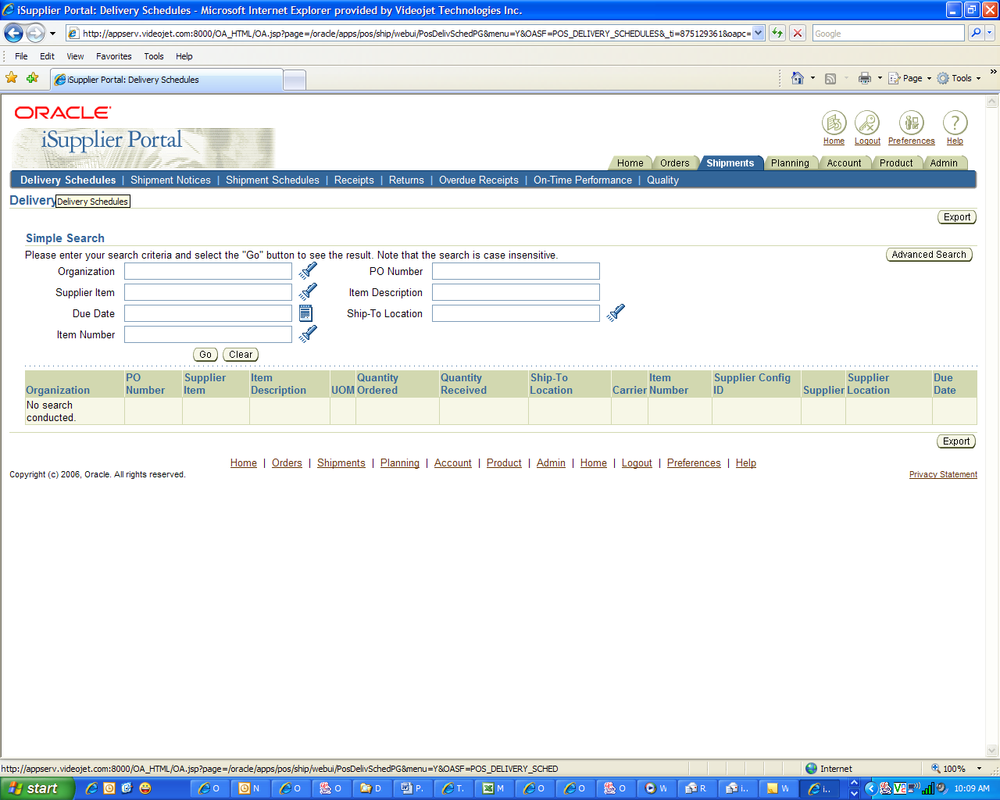 iSupplier Portal: Delivery Schedules - Microsoft Internet Explorer provided by Videojet Technologies Inc.
http://appserv.videojet.com:8000/OA_HTML/OA.jsp?page=/oracle/apps/pos/ship/webui/PosDelivSchedPG&menu=Y&OASF=POS_DELIVERY_SCHEDULES&_ti=875129361&oapc=
Google
File Edit View Favorites Tools Help
iSupplier Portal: Delivery Schedules
Page Tools
ORACLE
iSupplier Portal
Home Logout Preferences Help
Home Orders Shipments Planning Account Product Admin
Delivery Schedules | Shipment Notices | Shipment Schedules | Receipts | Returns | Overdue Receipts | On-Time Performance | Quality
Delivery
Delivery Schedules
Export
Simple Search
Please enter your search criteria and select the "Go" button to see the result. Note that the search is case insensitive.
Advanced Search
Organization PO Number
Supplier Item Item Description
Due Date Ship-To Location
Item Number
Go Clear
Organization PO Number Supplier Item Item Description UOM Quantity Ordered Quantity Received Ship-To Location Carrier Item Number Supplier Config ID Supplier Supplier Location Due Date
No search conducted.
Export
Home | Orders | Shipments | Planning | Account | Product | Admin | Home | Logout | Preferences | Help
Copyright (c) 2006, Oracle. All rights reserved.
Privacy Statement
http://appserv.videojet.com:8000/OA_HTML/OA.jsp?page=/oracle/apps/pos/ship/webui/PosDelivSchedPG&menu=Y&OASF=POS_DELIVERY_SCHED
Internet
100%
start
O N O O D P. T. M O O O W R i.. W i..
10:09 AM